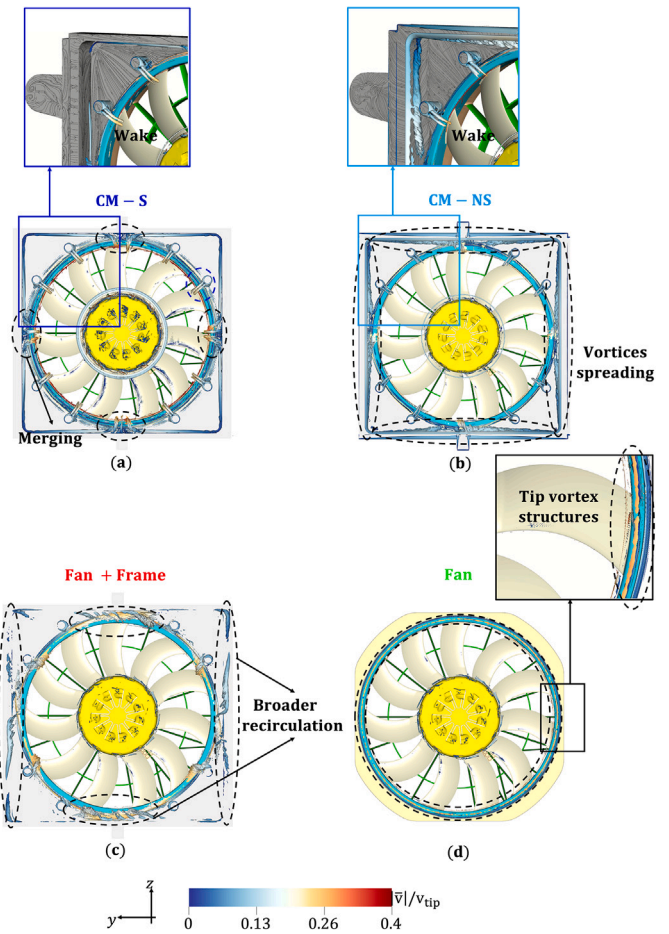 Wake
Wake
CM − S
CM − NS
Vortices
spreading
Merging
(a)
(b)
Tip vortex
structures
Fan + Frame
Fan
Broader
recirculation
(c)
(d)
z
y
v̅|/vtip
0
0.13
0.26
0.4